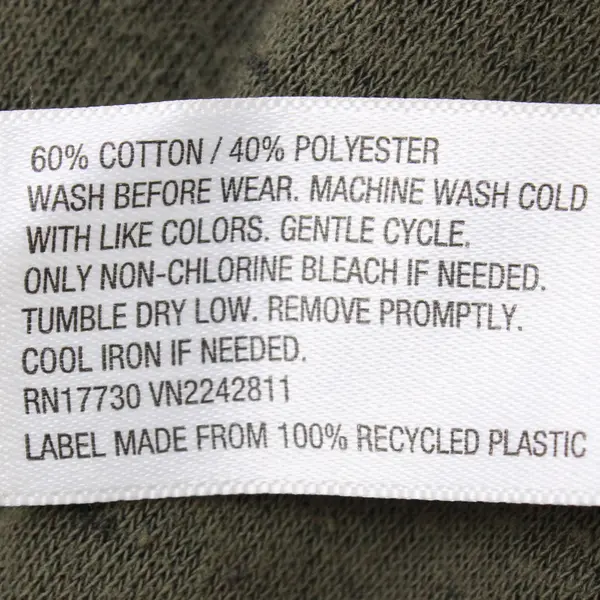 60% COTTON / 40% POLYESTER
WASH BEFORE WEAR. MACHINE WASH COLD
WITH LIKE COLORS. GENTLE CYCLE.
ONLY NON-CHLORINE BLEACH IF NEEDED.
TUMBLE DRY LOW. REMOVE PROMPTLY.
COOL IRON IF NEEDED.
RN17730 VN2242811
LABEL MADE FROM 100% RECYCLED PLASTIC